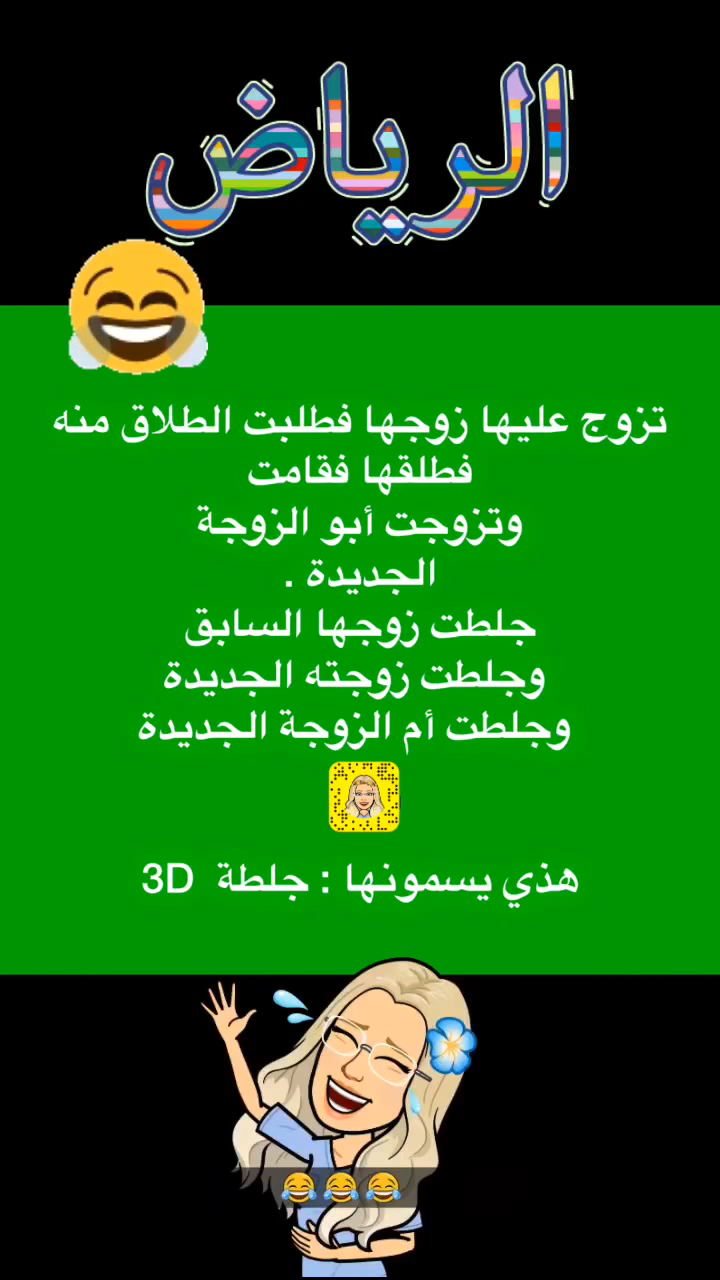 الرياض
تزوج عليها زوجها فطلبت الطلاق منه
فطلقها فقامت
وتزوجت أبو الزوجة
الجديدة .
جلطت زوجها السابق
وجلطت زوجته الجديدة
وجلطت أم الزوجة الجديدة
هذي يسمونها : جلطة 3D
😂😂😂